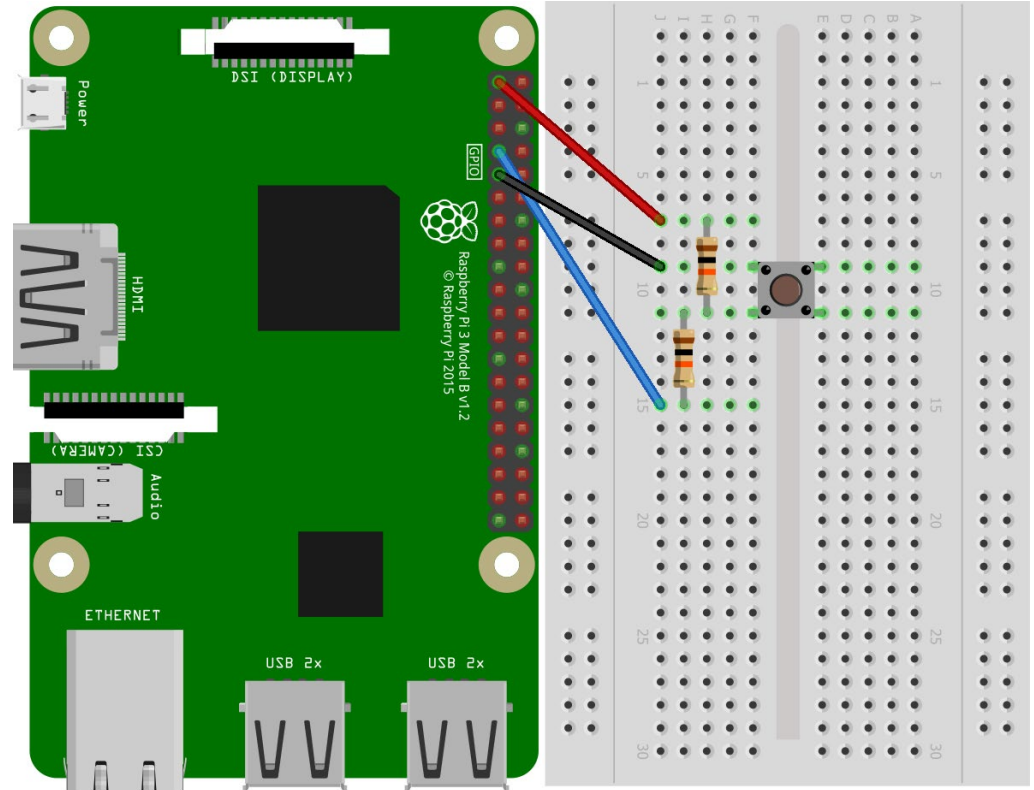 DSI (DISPLAY)
Power
GPIO
Raspberry Pi 3 Model B v1.2
© Raspberry Pi 2015
HDMI
CSI (CAMERA)
Audio
ETHERNET
USB 2x
USB 2x
J I H G F E D C B A
1 1
5 5
10 10
15 15
20 20
25 25
30 30